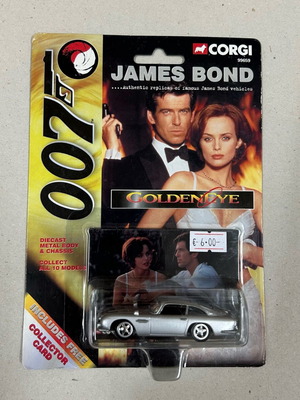 CORGI
99659
JAMES BOND
....Authentic replicas of famous James Bond vehicles
007
GOLDENEYE
€ 6.00-
DIECAST
METAL BODY
& CHASSIS
COLLECT
ALL 10 MODELS
INCLUDES FREE
COLLECTOR
CARD